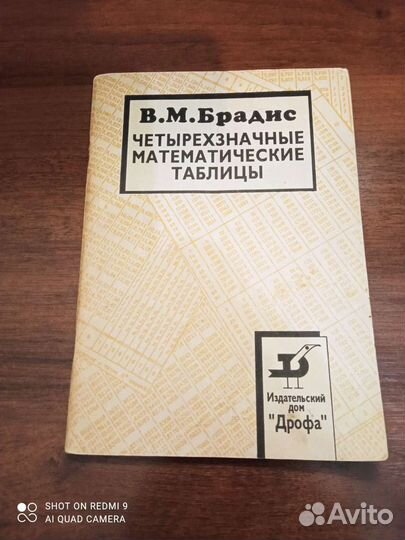 В.М.Брадис
ЧЕТЫРЕХЗНАЧНЫЕ
МАТЕМАТИЧЕСКИЕ
ТАБЛИЦЫ
Издательский
дом
"Дрофа"
SHOT ON REDMI 9
AI QUAD CAMERA
Avito